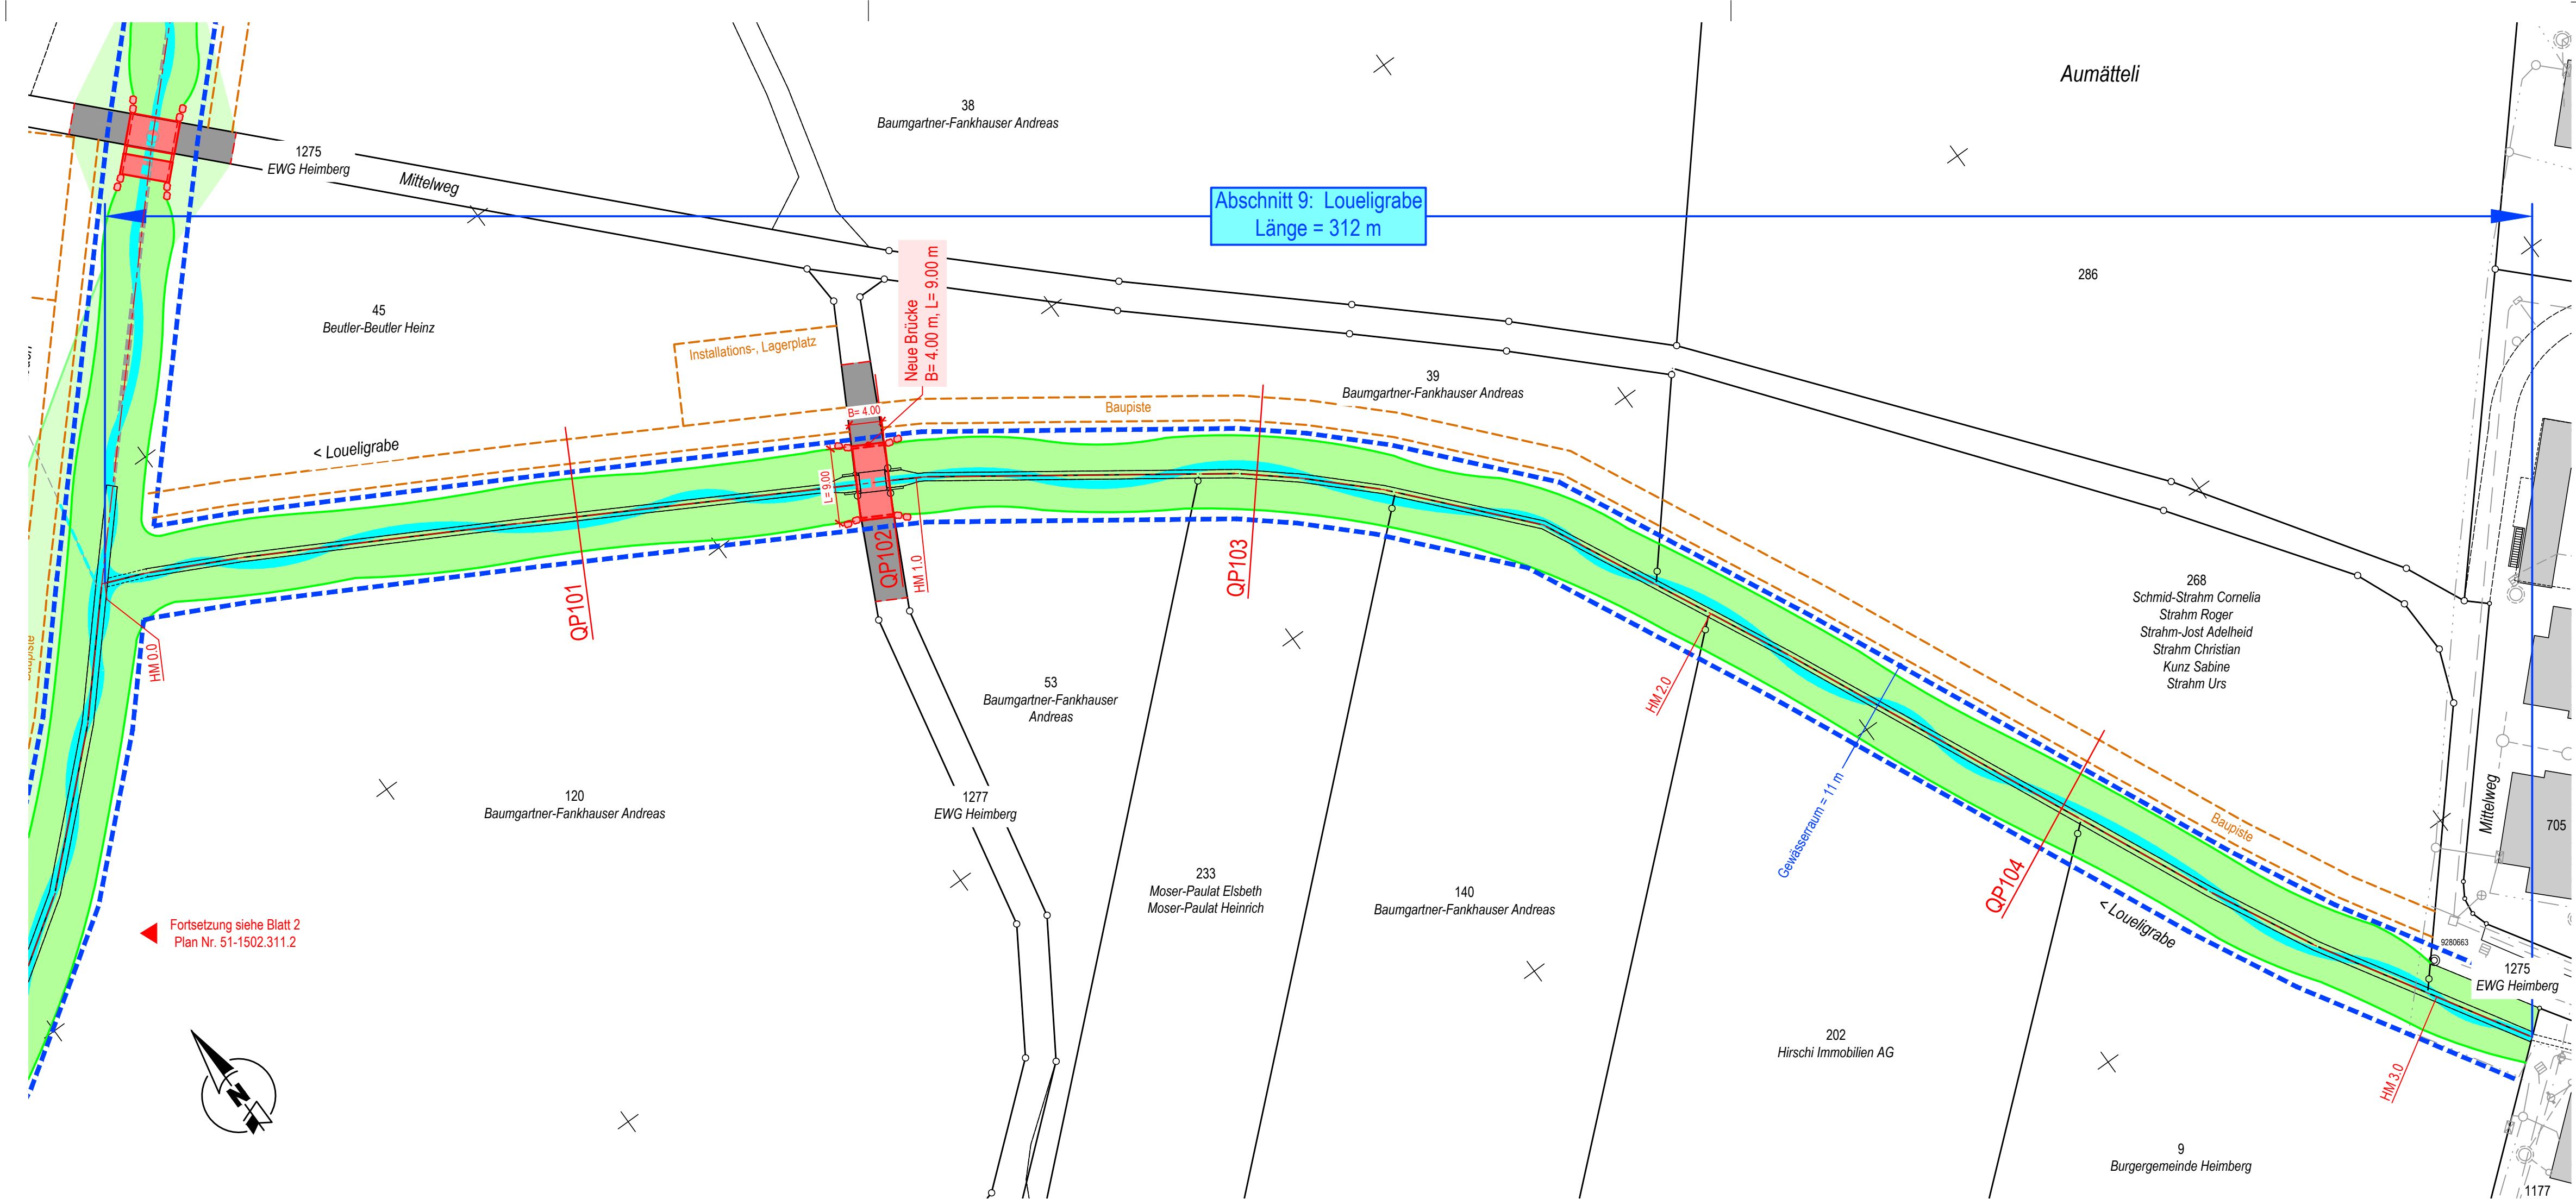 Aumätteli
38
Baumgartner-Fankhauser Andreas
1275
EWG Heimberg
Mittelweg
Abschnitt 9: Loueligrabe
Länge = 312 m
Neue Brücke
B= 4.00 m, L= 9.00 m
286
45
Beutler-Beutler Heinz
Installations-, Lagerplatz
39
Baumgartner-Fankhauser Andreas
B= 4.00
Baupiste
< Loueligrabe
L= 9.00
QP101
QP102
HM 1.0
QP103
HM 0.0
Baupiste
268
Schmid-Strahm Cornelia
Strahm Roger
Strahm-Jost Adelheid
Strahm Christian
Kunz Sabine
Strahm Urs
HM 2.0
53
Baumgartner-Fankhauser
Andreas
120
Baumgartner-Fankhauser Andreas
1277
EWG Heimberg
Gewässerraum = 11 m
Mittelweg
705
Baupiste
QP104
233
Moser-Paulat Elsbeth
Moser-Paulat Heinrich
140
Baumgartner-Fankhauser Andreas
< Loueligrabe
Fortsetzung siehe Blatt 2
Plan Nr. 51-1502.311.2
9280663
1275
EWG Heimberg
202
Hirschi Immobilien AG
HM 3.0
N
9
Burgergemeinde Heimberg
1177